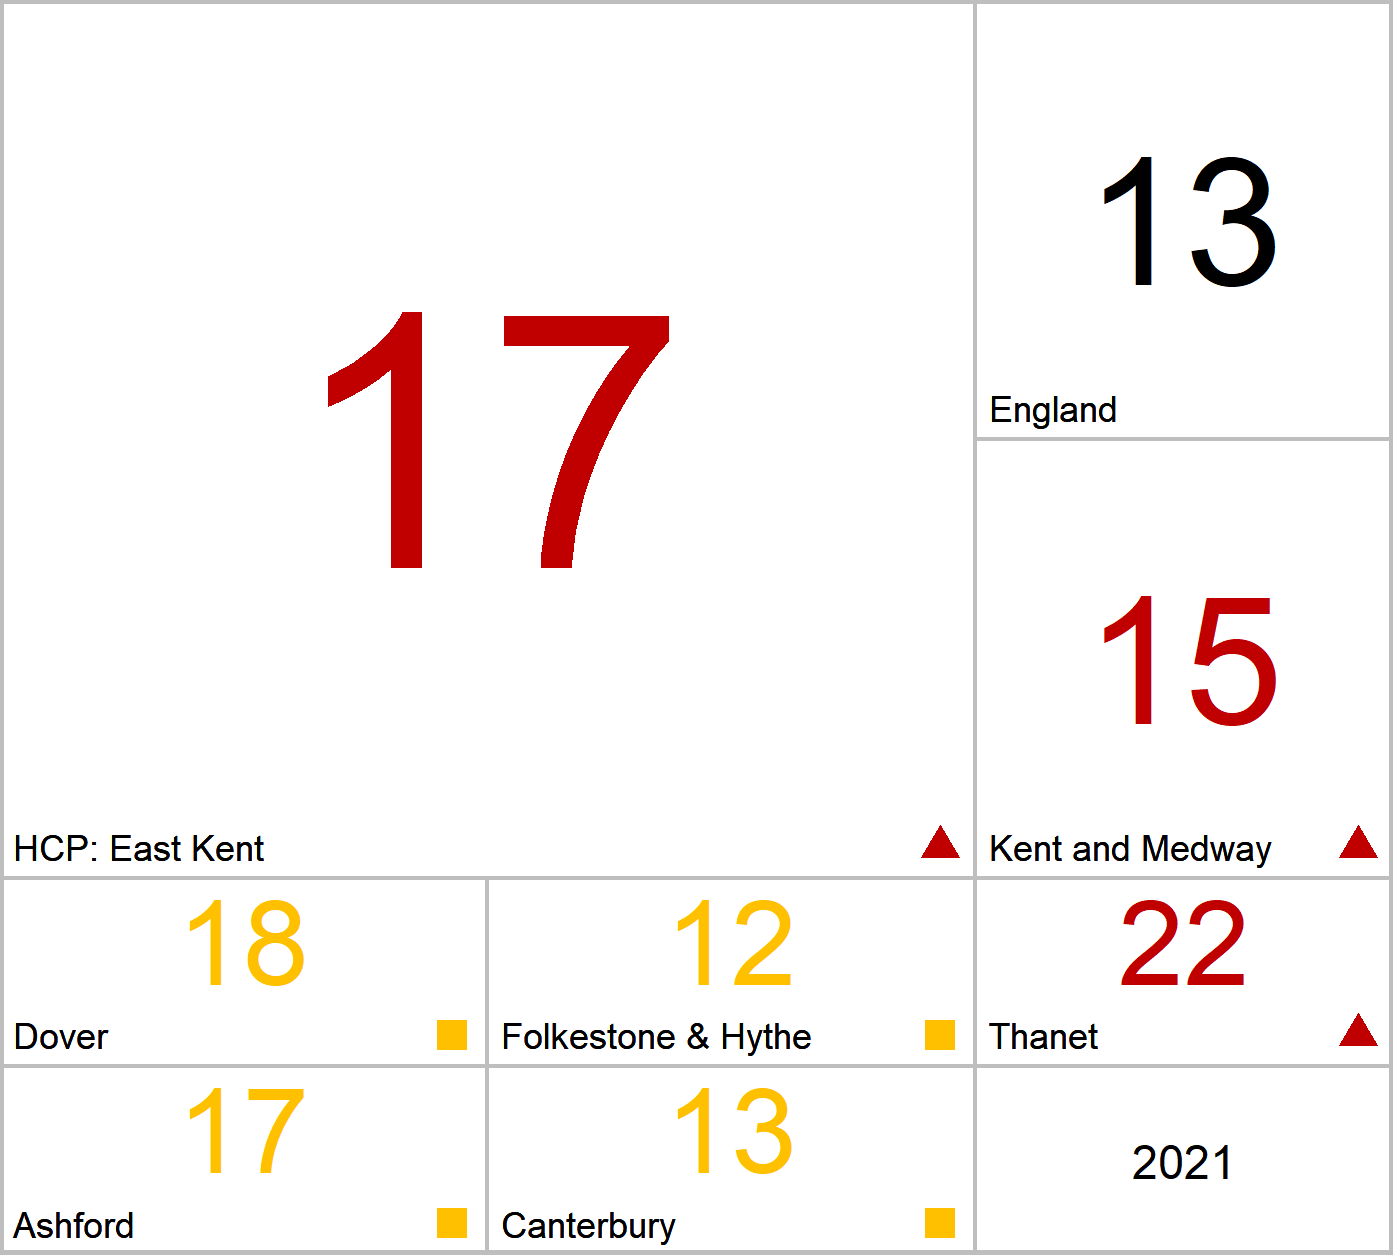 17
HCP: East Kent
13
England
15
Kent and Medway
18
Dover
12
Folkestone & Hythe
22
Thanet
17
Ashford
13
Canterbury
2021